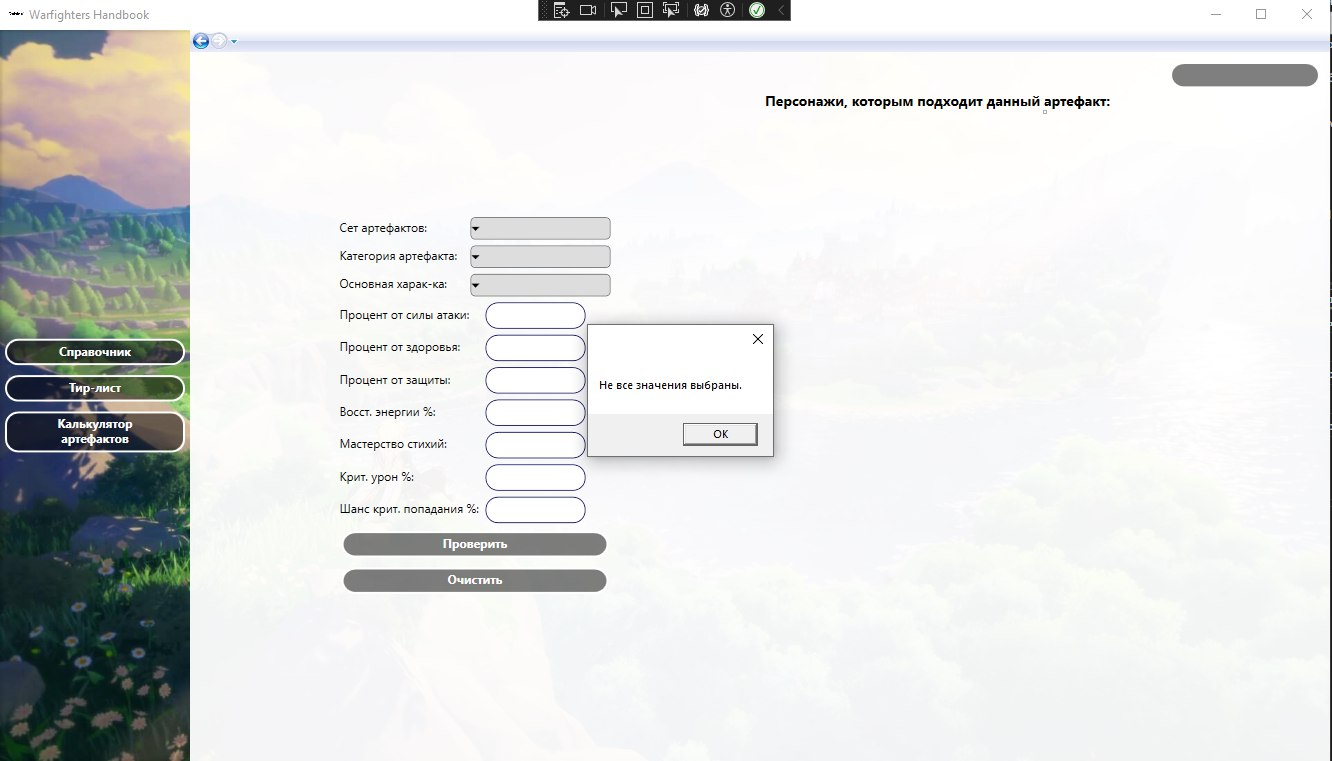 Warfighters Handbook
Персонажи, которым подходит данный артефакт:
Сет артефактов:
Категория артефакта:
Основная харак-ка:
Процент от силы атаки:
Процент от здоровья:
Процент от защиты:
Восст. энергии %:
Мастерство стихий:
Крит. урон %:
Шанс крит. попадания %:
Проверить
Очистить
Справочник
Тир-лист
Калькулятор
артефактов
Не все значения выбраны.
OK